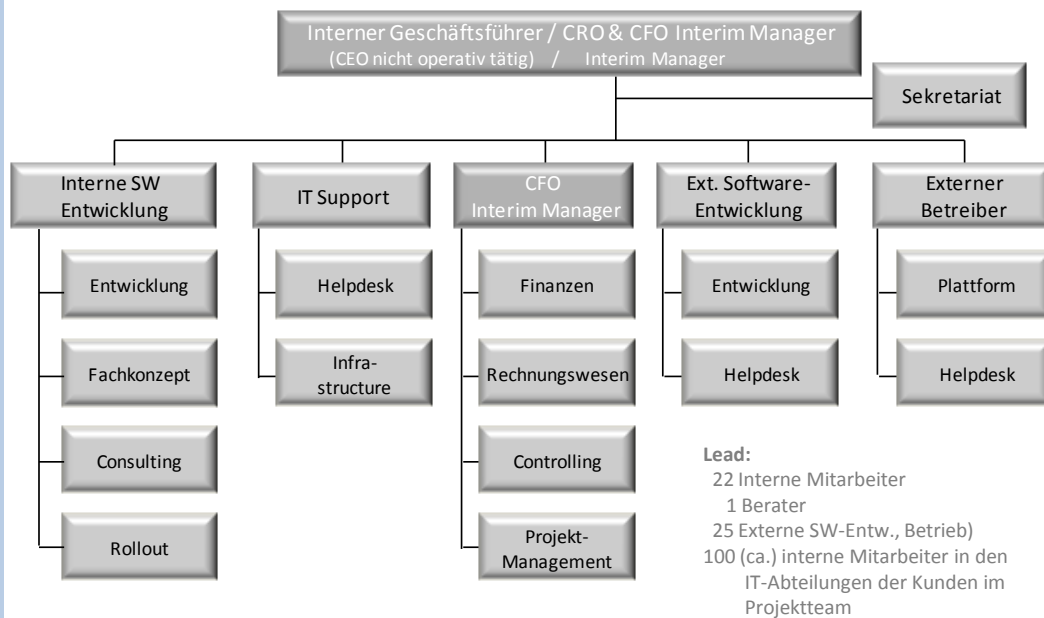 Interner Geschäftsführer / CRO & CFO Interim Manager
(CEO nicht operativ tätig) / Interim Manager
Sekretariat
Interne SW
Entwicklung
IT Support
CFO
Interim Manager
Ext. Software-
Entwicklung
Externer
Betreiber
Entwicklung
Helpdesk
Finanzen
Entwicklung
Plattform
Fachkonzept
Infra-
structure
Rechnungswesen
Helpdesk
Helpdesk
Consulting
Controlling
Rollout
Projekt-
Management
Lead:
22 Interne Mitarbeiter
1 Berater
25 Externe SW-Entw., Betrieb)
100 (ca.) interne Mitarbeiter in den
IT-Abteilungen der Kunden im
Projektteam